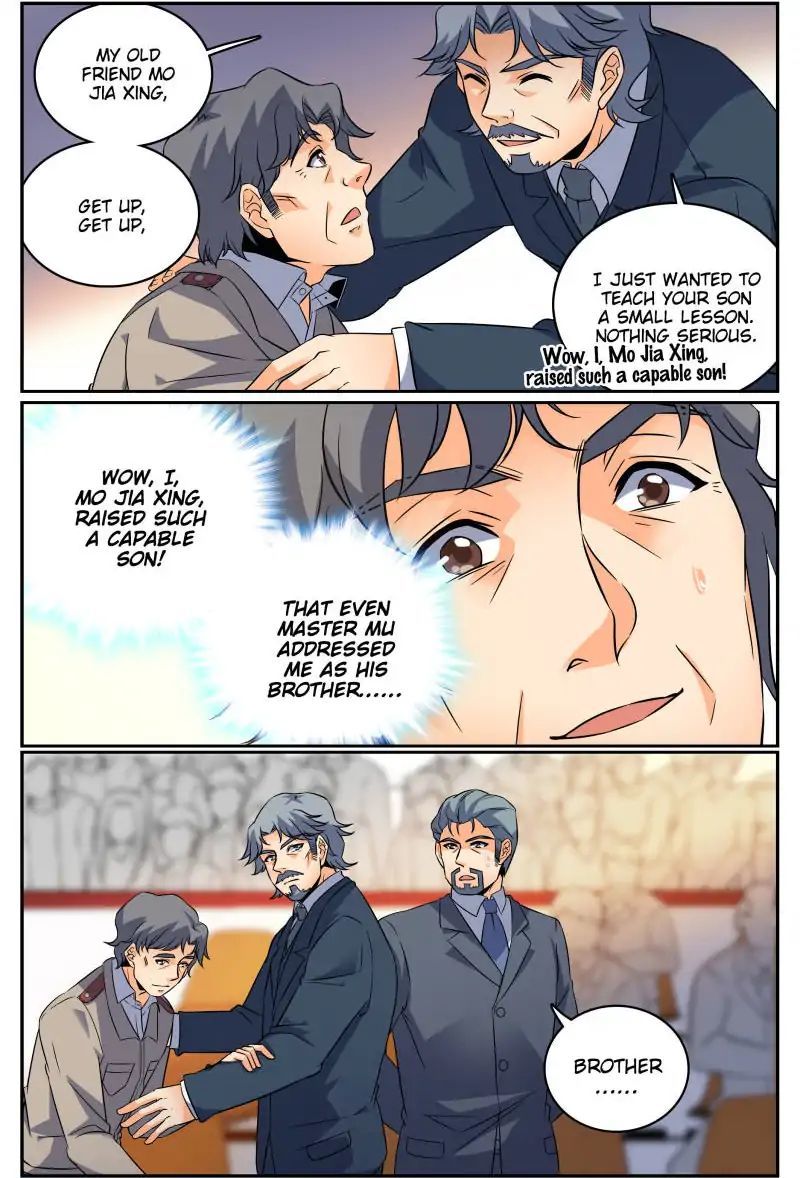 MY OLD
FRIEND MO
JIA XING,
GET UP,
GET UP,
I JUST WANTED TO
TEACH YOUR SON
A SMALL LESSON.
NOTHING SERIOUS.
Wow, I, Mo Jia Xing,
raised such a capable son!
WOW, I,
MO JIA XING,
RAISED SUCH
A CAPABLE
SON!
THAT EVEN
MASTER MU
ADDRESSED
ME AS HIS
BROTHER......
BROTHER
......